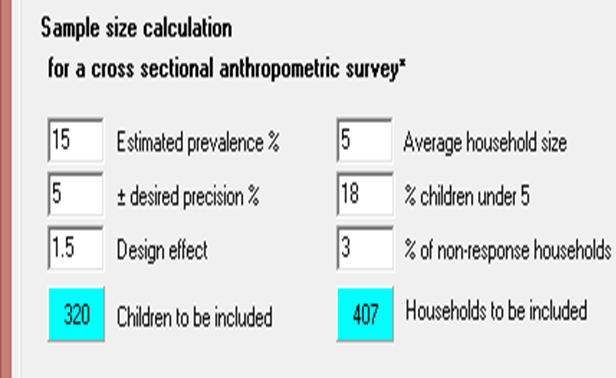 Sample size calculation
for a cross sectional anthropometric survey*
15 Estimated prevalence % 5 Average household size
5 ± desired precision % 18 % children under 5
1.5 Design effect 3 % of non-response households
320 Children to be included 407 Households to be included